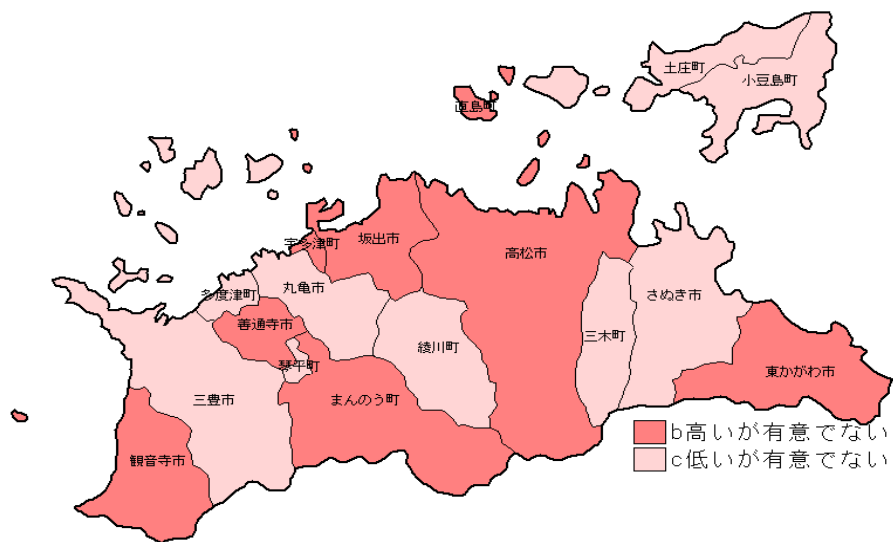 土庄町
小豆島町
直島町
宇多津町
坂出市
高松市
丸亀市
多度津町
さぬき市
善通寺市
綾川町
三木町
琴平町
東かがわ市
三豊市
まんのう町
観音寺市
b高いが有意でない
c低いが有意でない